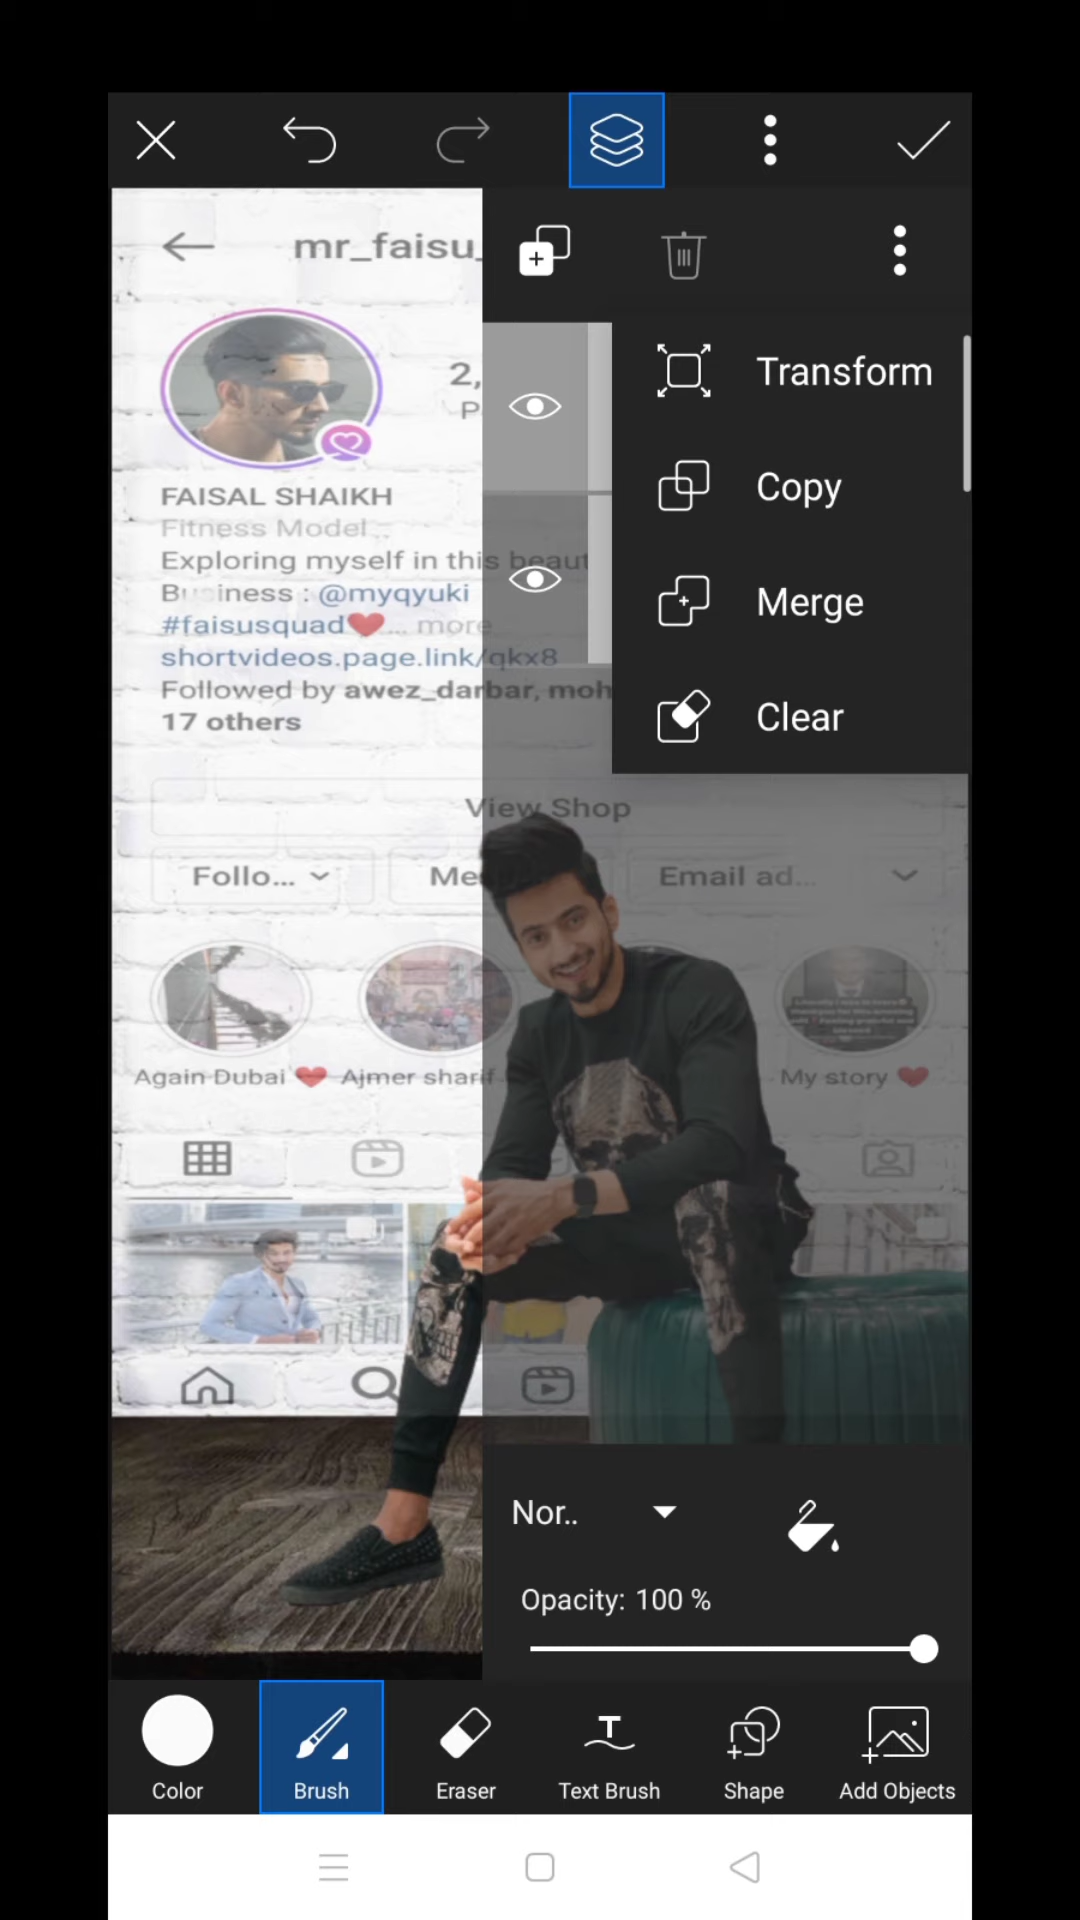 mr_faisu_
2,
P
Transform
Copy
Merge
Clear
FAISAL SHAIKH
Fitness Model
Exploring myself in this beaut
Business : @myqyuki
#faisusquad❤️... more
shortvideos.page.link/qkx8
Followed by awez_darbar, moh
17 others
View Shop
Follo...
Me
Email ad...
Again Dubai ❤️
Ajmer sharif
My story ❤️
Nor..
Opacity: 100 %
Color
Brush
T
Eraser
Text Brush
Shape
Add Objects